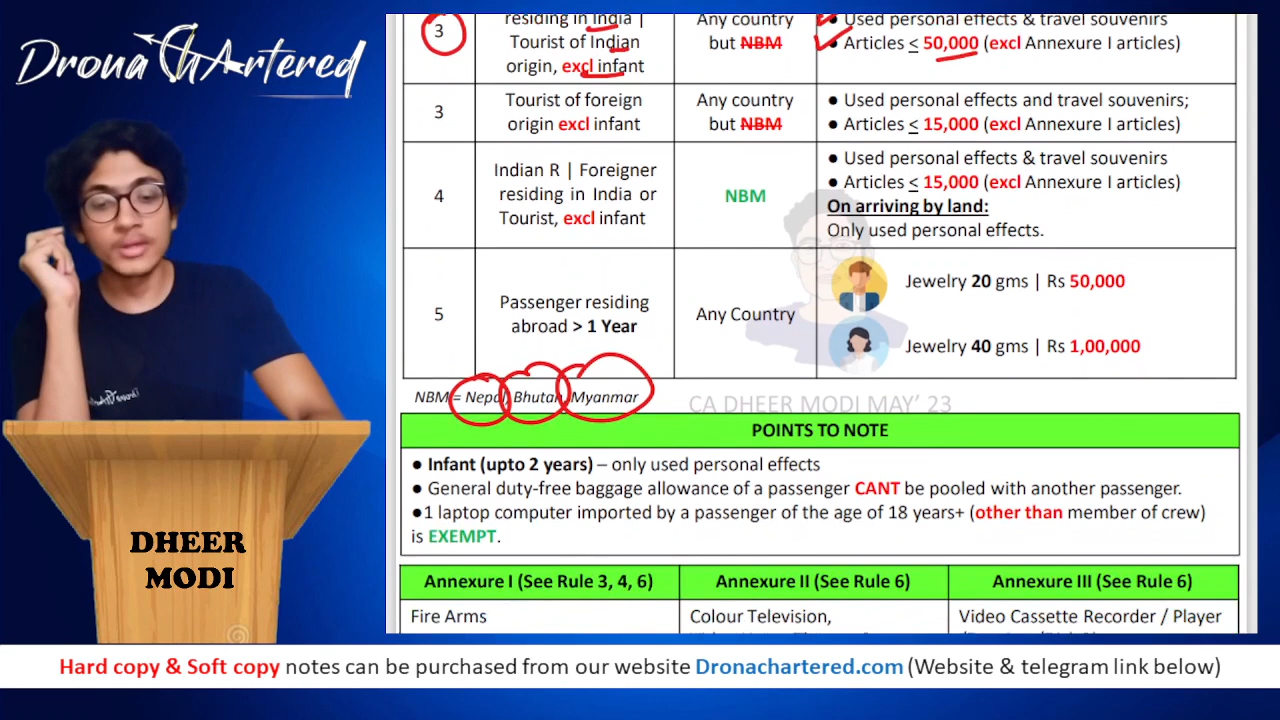 Drona Chartered
3
residing in India |
Tourist of Indian
origin, excl infant
Any country
but NBM
● Used personal effects & travel souvenirs
● Articles < 50,000 (excl Annexure I articles)
3
Tourist of foreign
origin excl infant
Any country
but NBM
● Used personal effects and travel souvenirs;
● Articles < 15,000 (excl Annexure I articles)
4
Indian R | Foreigner
residing in India or
Tourist, excl infant
NBM
● Used personal effects & travel souvenirs
● Articles < 15,000 (excl Annexure I articles)
On arriving by land:
Only used personal effects.
5
Passenger residing
abroad > 1 Year
Any Country
Jewelry 20 gms | Rs 50,000
Jewelry 40 gms | Rs 1,00,000
NBM = Nepal, Bhutan, Myanmar
CA DHEER MODI MAY' 23
POINTS TO NOTE
● Infant (upto 2 years) – only used personal effects
● General duty-free baggage allowance of a passenger CANT be pooled with another passenger.
●1 laptop computer imported by a passenger of the age of 18 years+ (other than member of crew)
is EXEMPT.
Annexure I (See Rule 3, 4, 6)
Annexure II (See Rule 6)
Annexure III (See Rule 6)
Fire Arms
Colour Television,
Video Cassette Recorder / Player
DHEER
MODI
Hard copy & Soft copy notes can be purchased from our website Dronachartered.com (Website & telegram link below)